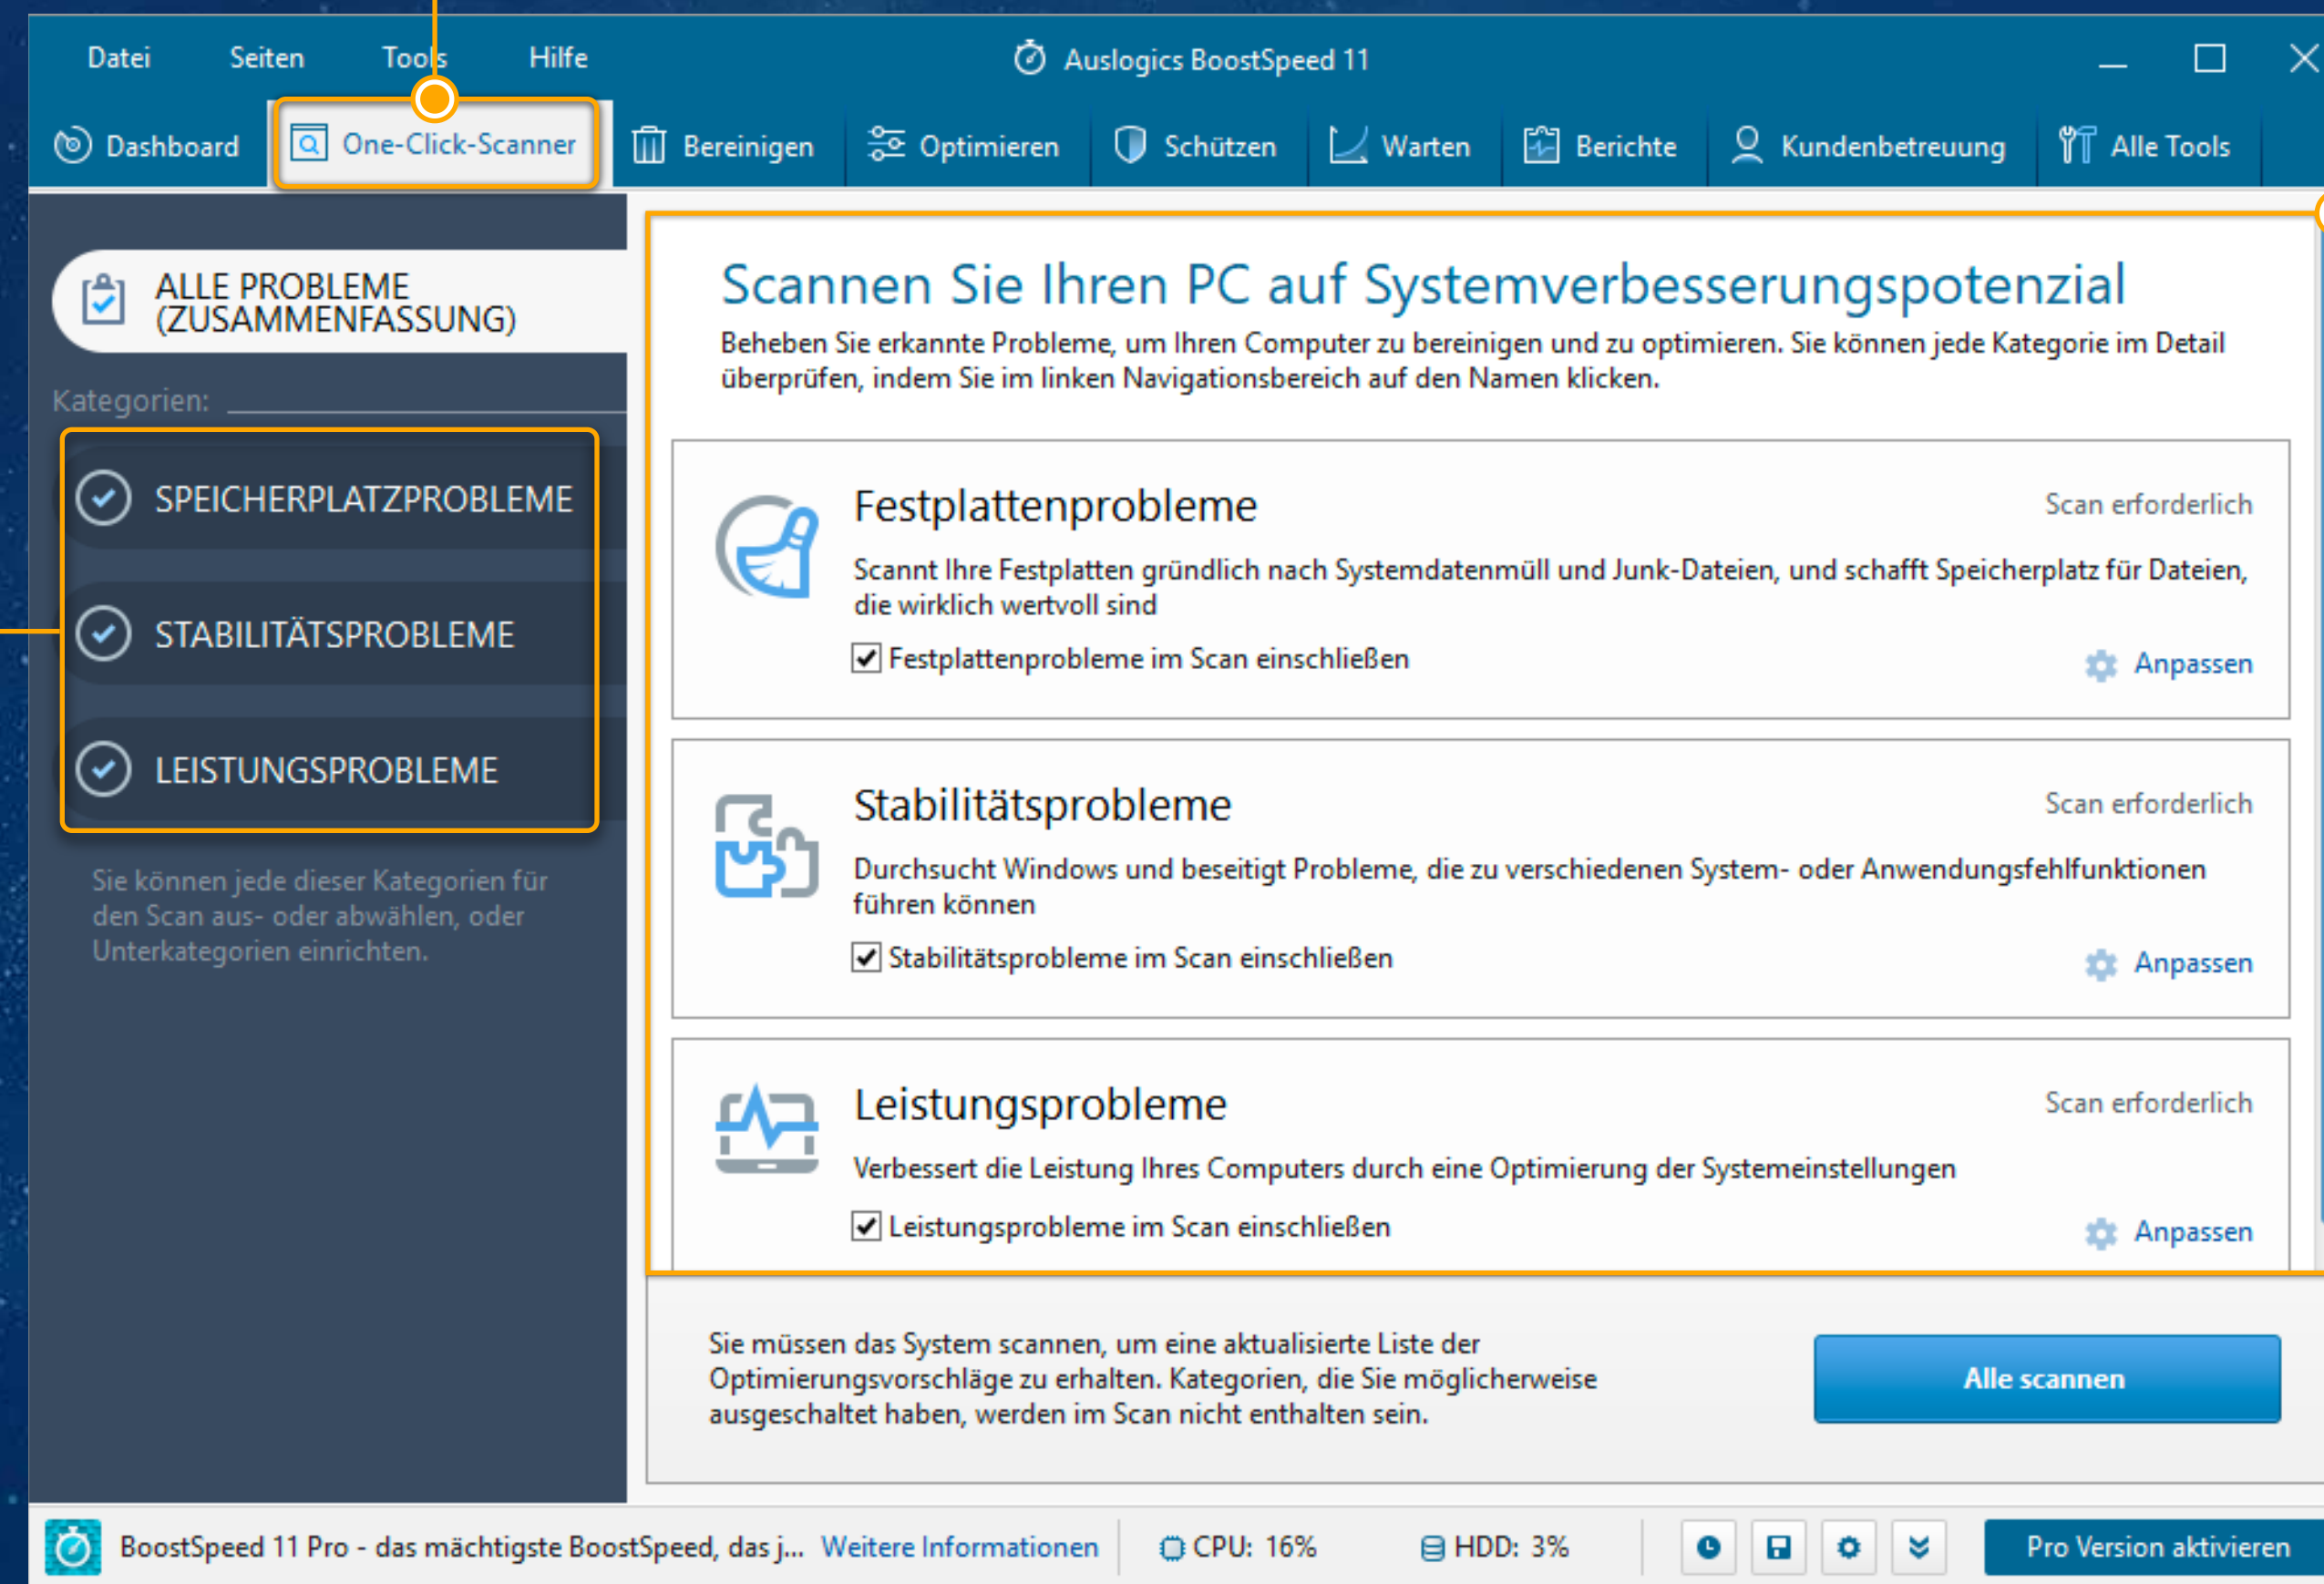 Datei Seiten Tools Hilfe Auslogics BoostSpeed 11
Dashboard One-Click-Scanner Bereinigen Optimieren Schützen Warten Berichte Kundenbetreuung Alle Tools
ALLE PROBLEME
(ZUSAMMENFASSUNG)
Kategorien:
SPEICHERPLATZPROBLEME
STABILITÄTSPROBLEME
LEISTUNGSPROBLEME
Sie können jede dieser Kategorien für
den Scan aus- oder abwählen, oder
Unterkategorien einrichten.
Scannen Sie Ihren PC auf Systemverbesserungspotenzial
Beheben Sie erkannte Probleme, um Ihren Computer zu bereinigen und zu optimieren. Sie können jede Kategorie im Detail
überprüfen, indem Sie im linken Navigationsbereich auf den Namen klicken.
Festplattenprobleme Scan erforderlich
Scannt Ihre Festplatten gründlich nach Systemdatenmüll und Junk-Dateien, und schafft Speicherplatz für Dateien,
die wirklich wertvoll sind
Festplattenprobleme im Scan einschließen Anpassen
Stabilitätsprobleme Scan erforderlich
Durchsucht Windows und beseitigt Probleme, die zu verschiedenen System- oder Anwendungsfehlfunktionen
führen können
Stabilitätsprobleme im Scan einschließen Anpassen
Leistungsprobleme Scan erforderlich
Verbessert die Leistung Ihres Computers durch eine Optimierung der Systemeinstellungen
Leistungsprobleme im Scan einschließen Anpassen
Sie müssen das System scannen, um eine aktualisierte Liste der
Optimierungsvorschläge zu erhalten. Kategorien, die Sie möglicherweise
ausgeschaltet haben, werden im Scan nicht enthalten sein.
Alle scannen
BoostSpeed 11 Pro - das mächtigste BoostSpeed, das j... Weitere Informationen CPU: 16% HDD: 3% Pro Version aktivieren